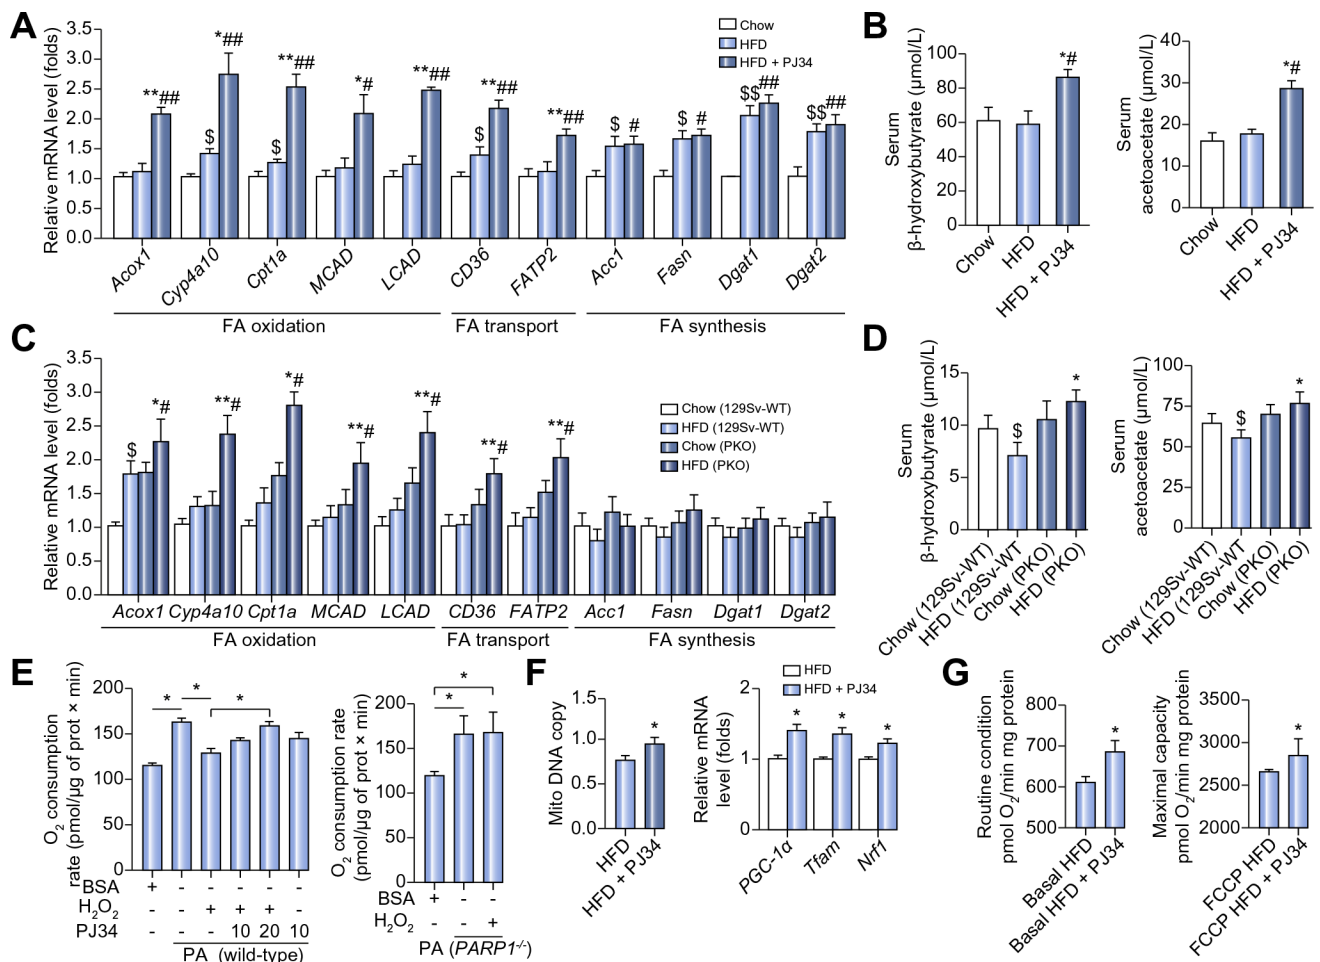 A
Relative mRNA level (folds)
3.5
3.0
2.5
2.0
1.5
1.0
0.5
0.0
Chow
HFD
HFD + PJ34
**##
$
*##
$
**##
*#
**##
$
**##
**##
$ #
$ #
$$ ##
$$ ##
Acox1
Cyp4a10
Cpt1a
MCAD
LCAD
CD36
FATP2
Acc1
Fasn
Dgat1
Dgat2
FA oxidation
FA transport
FA synthesis
B
Serum
β-hydroxybutyrate (μmol/L)
100
80
60
40
20
0
*#
Chow
HFD
HFD + PJ34
Serum
acetoacetate (μmol/L)
40
30
20
10
0
*#
Chow
HFD
HFD + PJ34
C
Relative mRNA level (folds)
3.5
3.0
2.5
2.0
1.5
1.0
0.5
0.0
Chow (129Sv-WT)
HFD (129Sv-WT)
Chow (PKO)
HFD (PKO)
$
*#
**#
*#
**#
**#
**#
**#
Acox1 Cyp4a10 Cpt1a MCAD LCAD CD36 FATP2 Acc1 Fasn Dgat1 Dgat2
FA oxidation
FA transport
FA synthesis
D
Serum
β-hydroxybutyrate (μmol/L)
15
10
5
0
$
*
Chow (129Sv-WT)
HFD (129Sv-WT
Chow (PKO)
HFD (PKO)
Serum
acetoacetate (μmol/L)
100
75
50
25
0
$
*
Chow (129Sv-WT)
HFD (129Sv-WT
Chow (PKO)
HFD (PKO)
E
O2 consumption
rate (pmol/μg of prot × min)
200
150
100
50
0
* * *
BSA + - - - - -
H2O2 - - + + + -
PJ34 - - - 10 20 10
PA (wild-type)
O2 consumption rate
(pmol/μg of prot × min)
200
150
100
50
0
*
*
BSA + - -
H2O2 - - +
PA (PARP1-/-)
F
Mito DNA copy
1.5
1.0
0.5
0.0
*
HFD
HFD + PJ34
Relative mRNA
level (folds)
2
1
0
HFD
HFD + PJ34
* * *
PGC-1α
Tfam
Nrf1
G
Routine condition
pmol O2/min mg protein
800
700
600
500
*
Basal HFD
Basal HFD + PJ34
Maximal capacity
pmol O2/min mg protein
3500
3000
2500
2000
*
FCCP HFD
FCCP HFD + PJ34